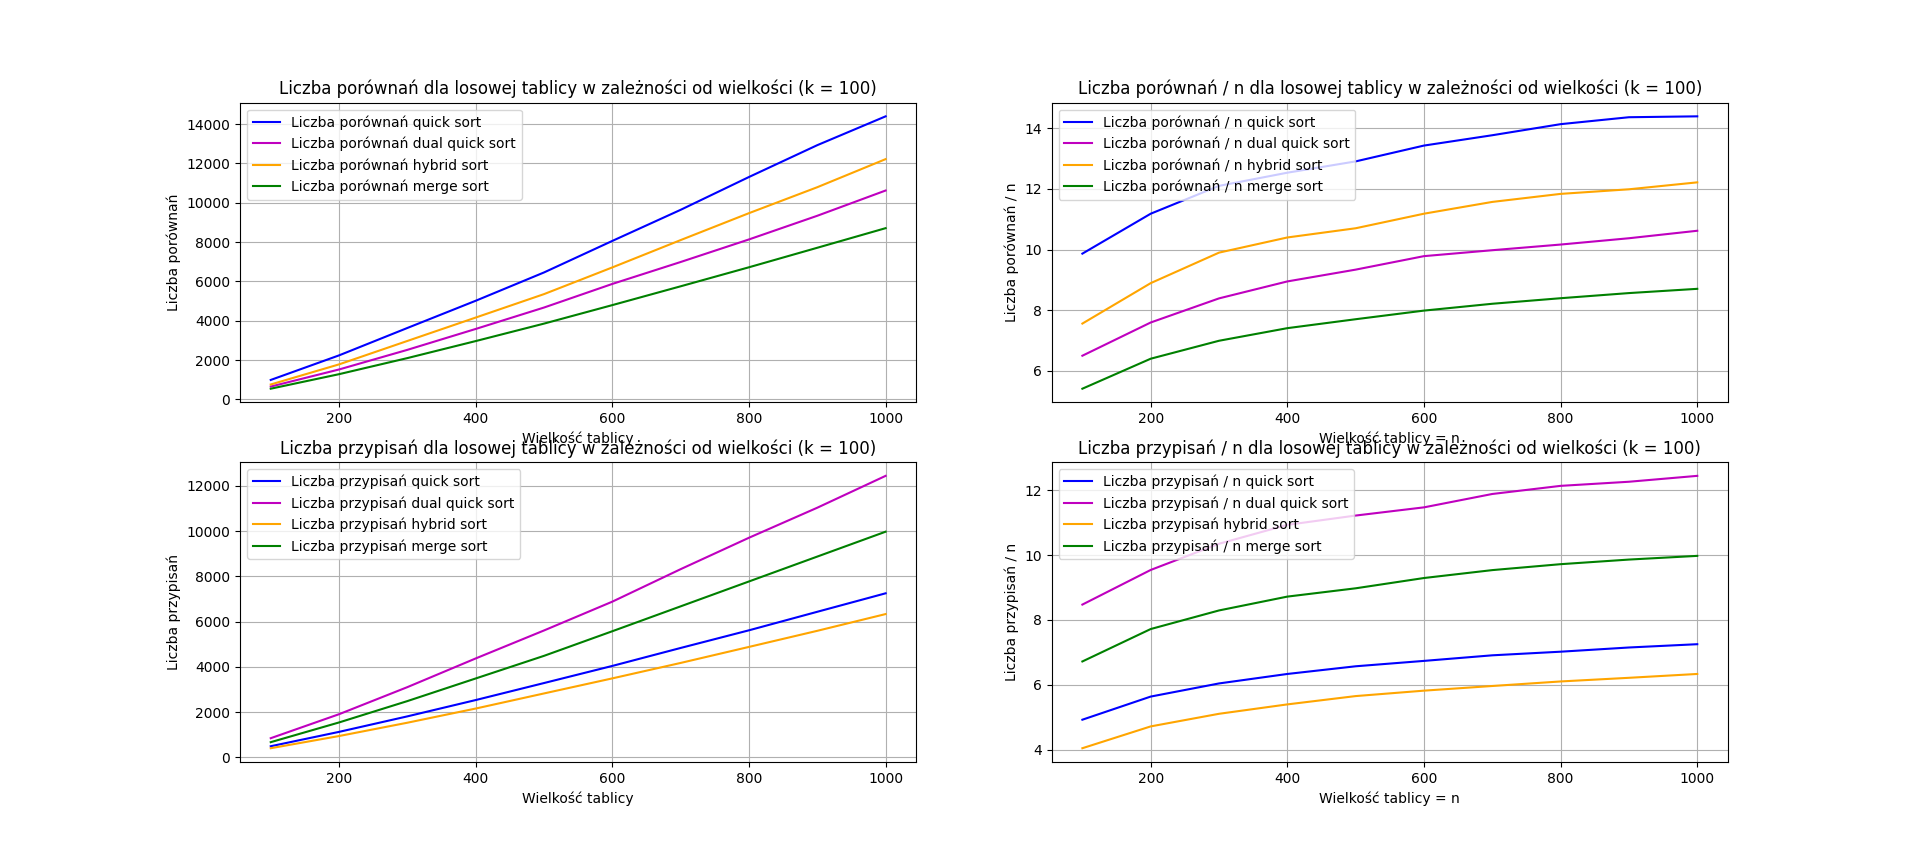 Liczba porównań dla losowej tablicy w zależności od wielkości (k = 100)
Liczba porównań quick sort
Liczba porównań dual quick sort
Liczba porównań hybrid sort
Liczba porównań merge sort
Liczba porównań
14000
12000
10000
8000
6000
4000
2000
0
200 400 600 800 1000
Wielkość tablicy
Liczba porównań / n dla losowej tablicy w zależności od wielkości (k = 100)
Liczba porównań / n quick sort
Liczba porównań / n dual quick sort
Liczba porównań / n hybrid sort
Liczba porównań / n merge sort
Liczba porównań / n
14
12
10
8
6
200 400 600 800 1000
Wielkość tablicy = n
Liczba przypisań dla losowej tablicy w zależności od wielkości (k = 100)
Liczba przypisań quick sort
Liczba przypisań dual quick sort
Liczba przypisań hybrid sort
Liczba przypisań merge sort
Liczba przypisań
12000
10000
8000
6000
4000
2000
0
200 400 600 800 1000
Wielkość tablicy
Liczba przypisań / n dla losowej tablicy w zależności od wielkości (k = 100)
Liczba przypisań / n quick sort
Liczba przypisań / n dual quick sort
Liczba przypisań hybrid sort
Liczba przypisań / n merge sort
Liczba przypisań / n
12
10
8
6
4
200 400 600 800 1000
Wielkość tablicy = n